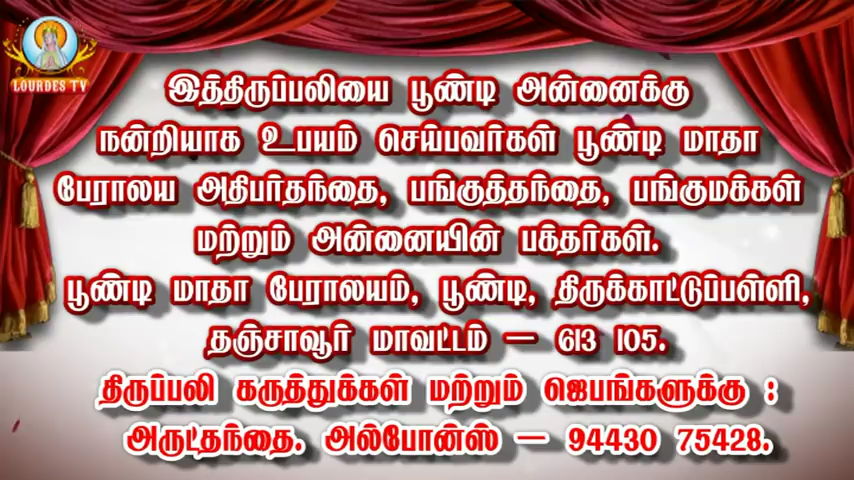 LOURDES TV
இத்திருப்பலியை பூண்டி அன்னைக்கு
நன்றியாக உபயம் செய்பவர்கள் பூண்டி மாதா
பேராலய அதிபர்தந்தை, பங்குத்தந்தை, பங்குமக்கள்
மற்றும் அன்னையின் பக்தர்கள்.
பூண்டி மாதா பேராலயம், பூண்டி, திருக்காட்டுப்பள்ளி,
தஞ்சாவூர் மாவட்டம் – 613 105.
திருப்பலி கருத்துக்கள் மற்றும் ஜெபங்களுக்கு :
அருட்தந்தை. அல்போன்ஸ் – 94430 75428.